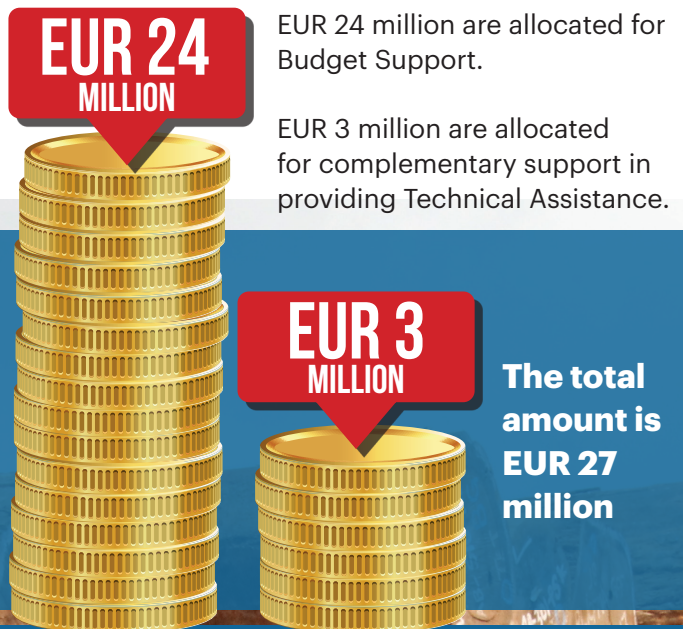 EUR 24
MILLION
EUR 24 million are allocated for
Budget Support.
EUR 3 million are allocated
for complementary support in
providing Technical Assistance.
EUR 3
MILLION
The total
amount is
EUR 27
million